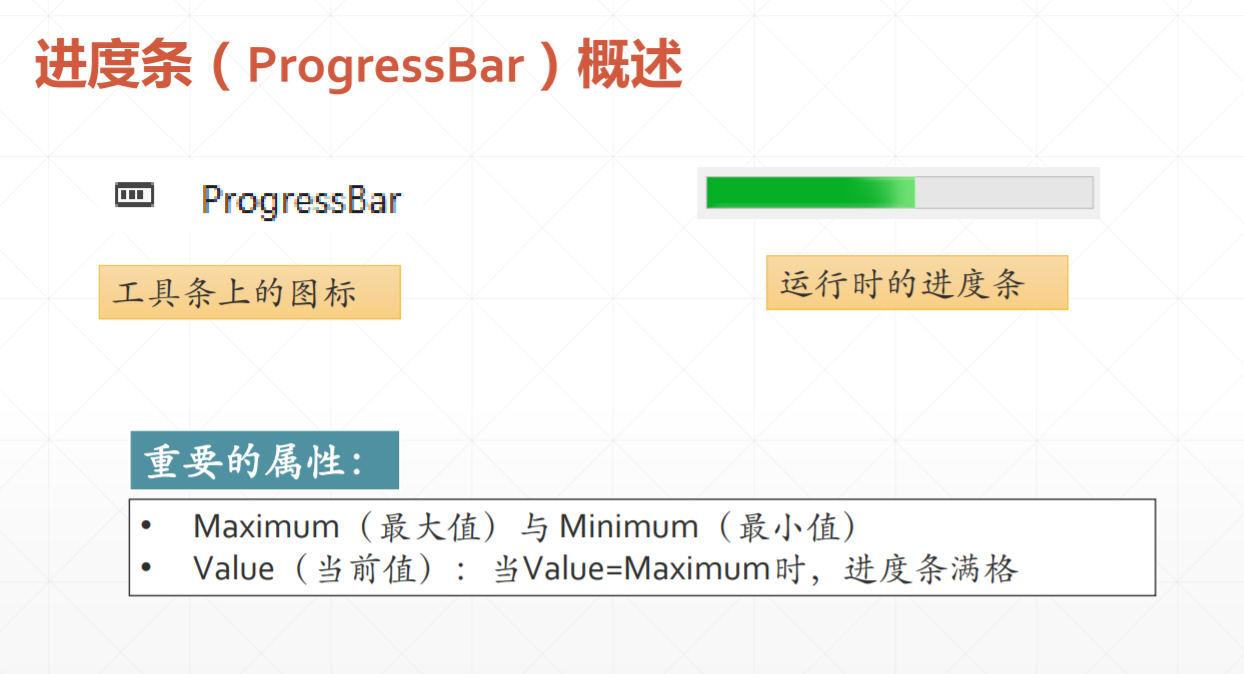 进度条（ProgressBar）概述
ProgressBar
工具条上的图标
运行时的进度条
重要的属性：
• Maximum（最大值）与 Minimum（最小值）
• Value（当前值）：当Value=Maximum时，进度条满格